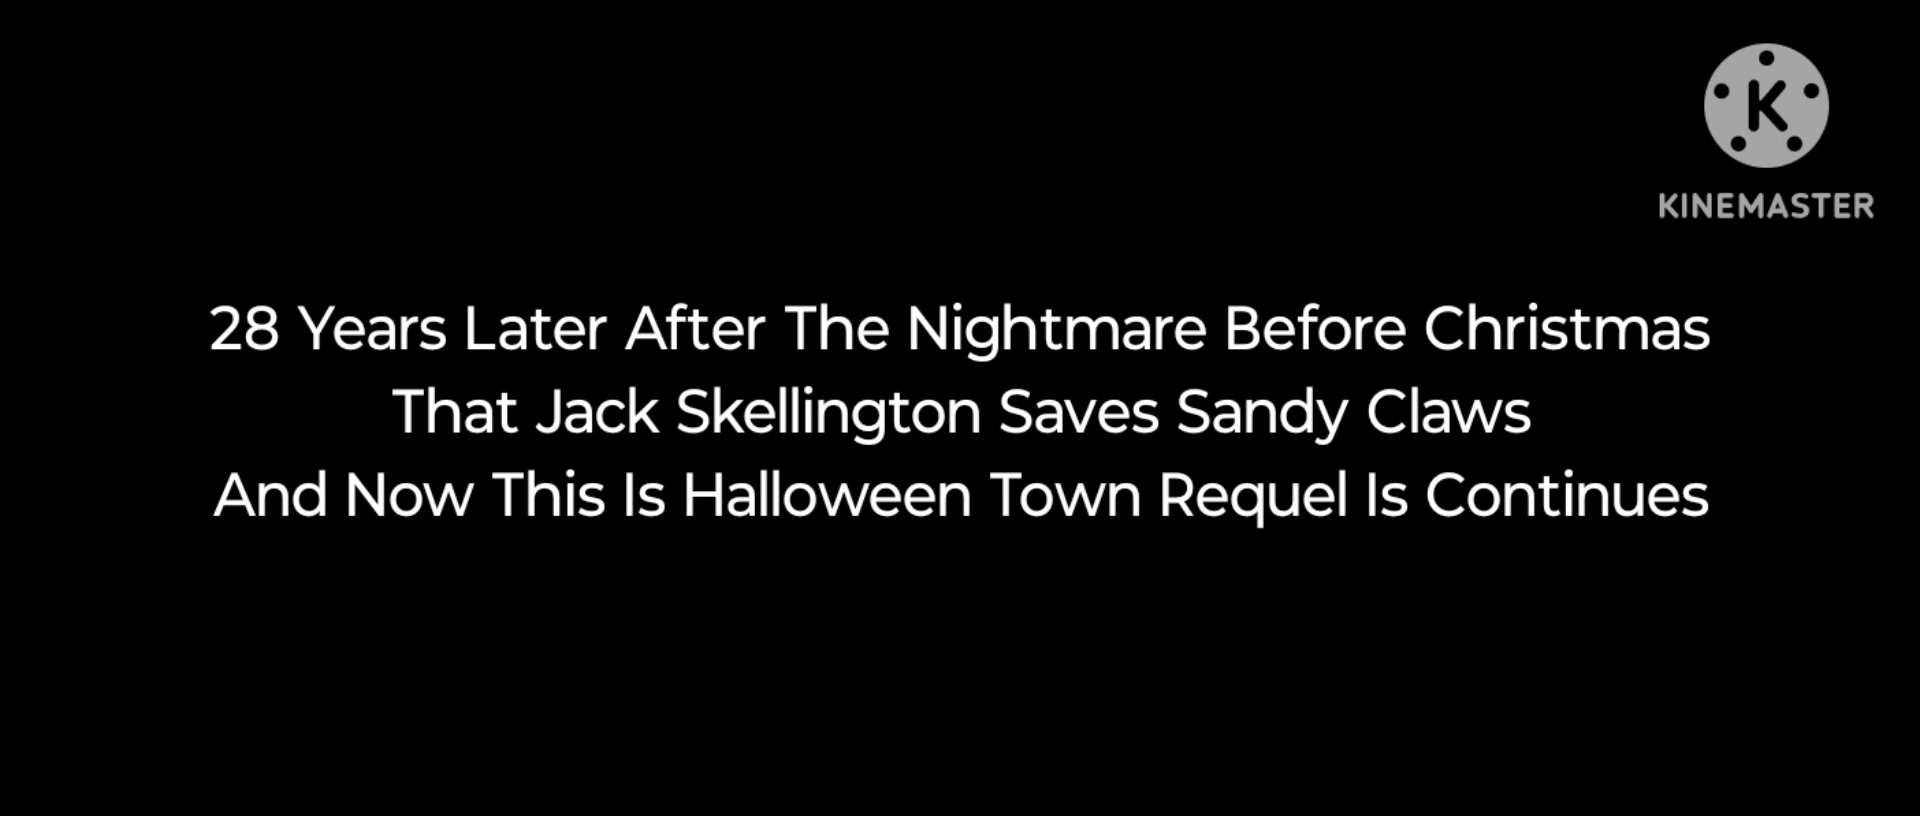 K
KINEMASTER
28 Years Later After The Nightmare Before Christmas
That Jack Skellington Saves Sandy Claws
And Now This Is Halloween Town Requel Is Continues